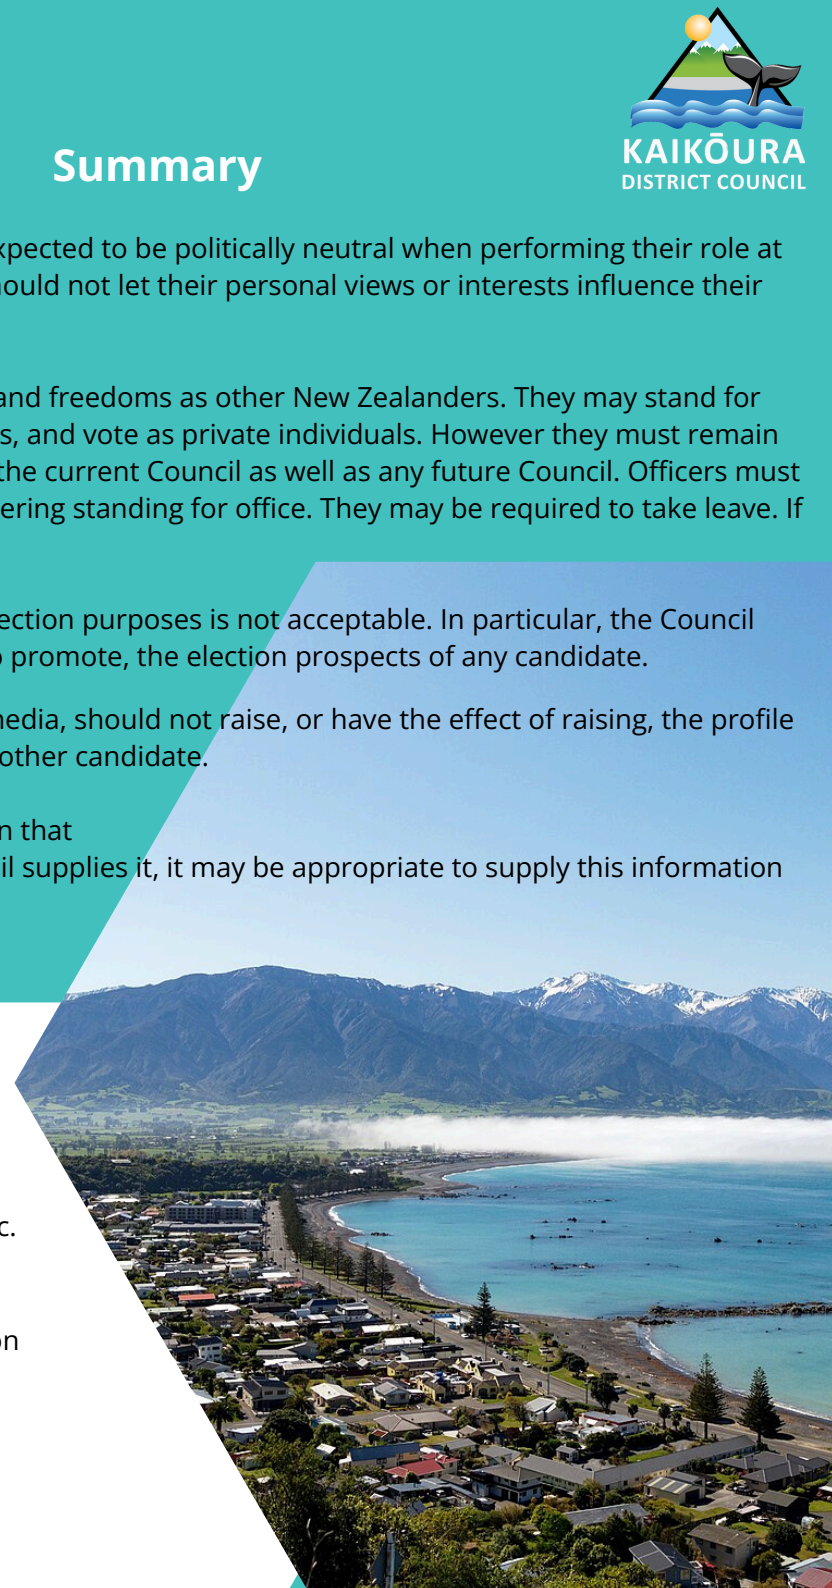 KAIKŌURA
DISTRICT COUNCIL
Summary
expected to be politically neutral when performing their role at
should not let their personal views or interests influence their
and freedoms as other New Zealanders. They may stand for
s, and vote as private individuals. However they must remain
the current Council as well as any future Council. Officers must
ering standing for office. They may be required to take leave. If
ection purposes is not acceptable. In particular, the Council
o promote, the election prospects of any candidate.
media, should not raise, or have the effect of raising, the profile
other candidate.
n that
il supplies it, it may be appropriate to supply this information
c.
on